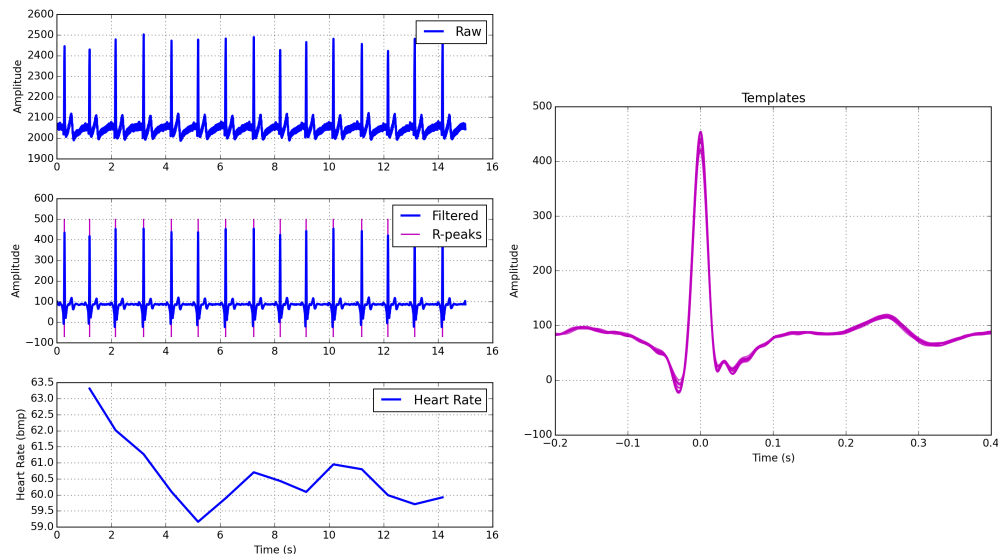 2600
2500
2400
2300
2200
2100
2000
1900
Amplitude
Raw
0 2 4 6 8 10 12 14 16
600
500
400
300
200
100
0
−100
Amplitude
Filtered
R-peaks
0 2 4 6 8 10 12 14 16
63.5
63.0
62.5
62.0
61.5
61.0
60.5
60.0
59.5
59.0
Heart Rate (bmp)
Heart Rate
0 2 4 6 8 10 12 14 16
Time (s)
Templates
500
400
300
200
100
0
−100
Amplitude
−0.2 −0.1 0.0 0.1 0.2 0.3 0.4
Time (s)